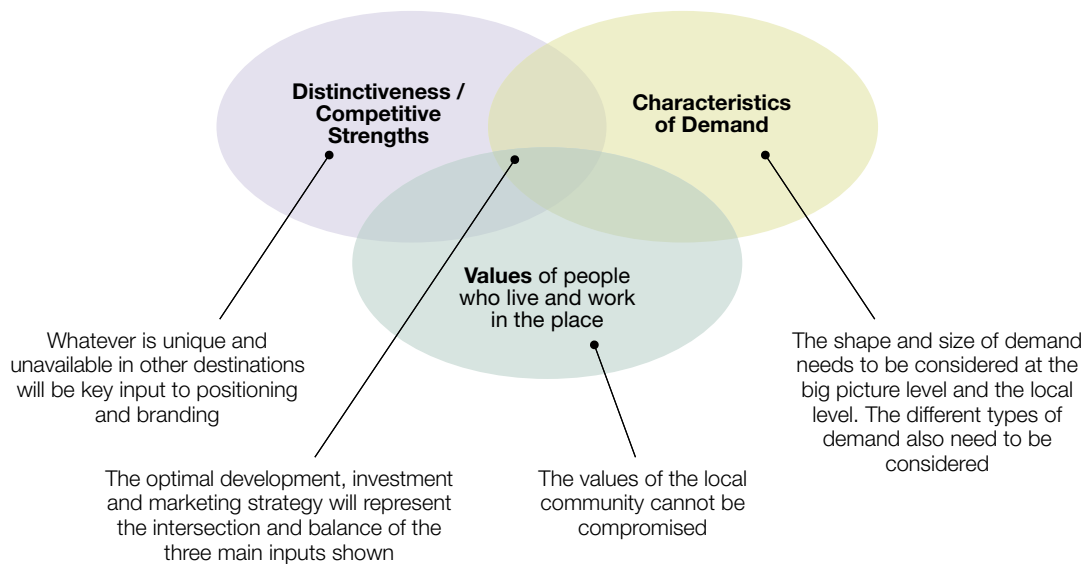 Distinctiveness /
Competitive
Strengths
Characteristics
of Demand
Values of people
who live and work
in the place
Whatever is unique and
unavailable in other destinations
will be key input to positioning
and branding
The optimal development, investment
and marketing strategy will represent
the intersection and balance of the
three main inputs shown
The values of the local
community cannot be
compromised
The shape and size of demand
needs to be considered at the
big picture level and the local
level. The different types of
demand also need to be
considered